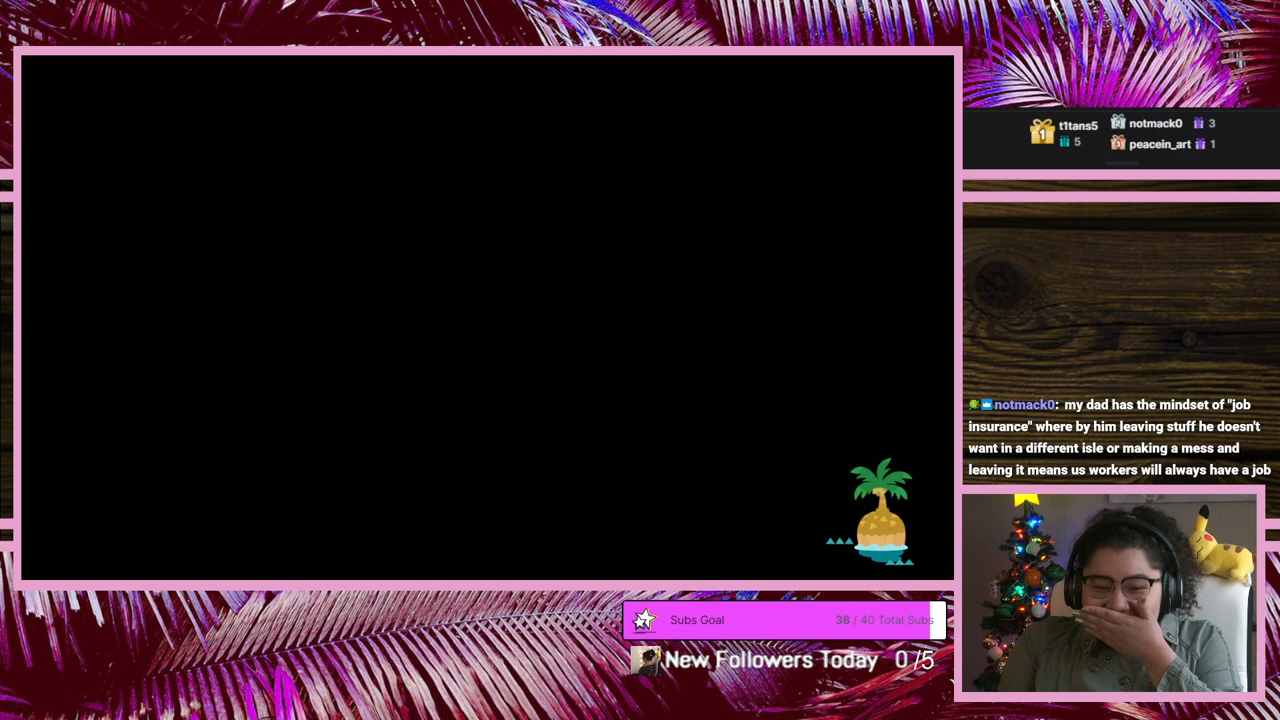 t1tans5
5
notmack0 3
peacein_art 1
notmack0: my dad has the mindset of "job
insurance" where by him leaving stuff he doesn't
want in a different isle or making a mess and
leaving it means us workers will always have a job
Subs Goal 38 / 40 Total Subs
New Followers Today 0 /5